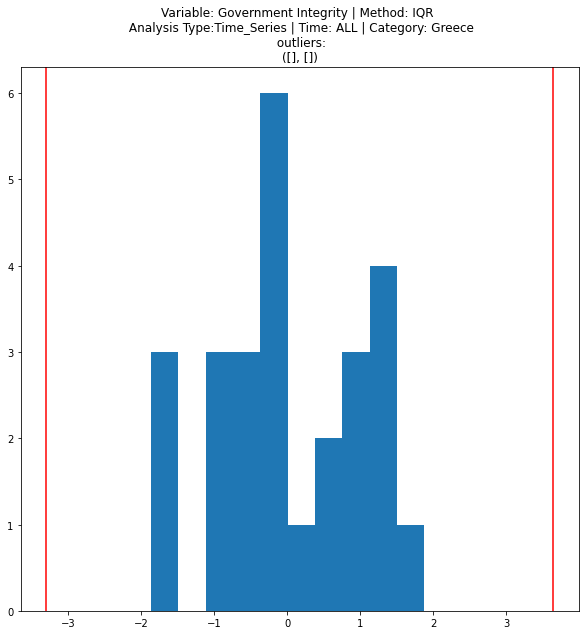 Variable: Government Integrity | Method: IQR
Analysis Type:Time_Series | Time: ALL | Category: Greece
outliers:
([], [])
6
5
4
3
2
1
0
−3 −2 −1 0 1 2 3